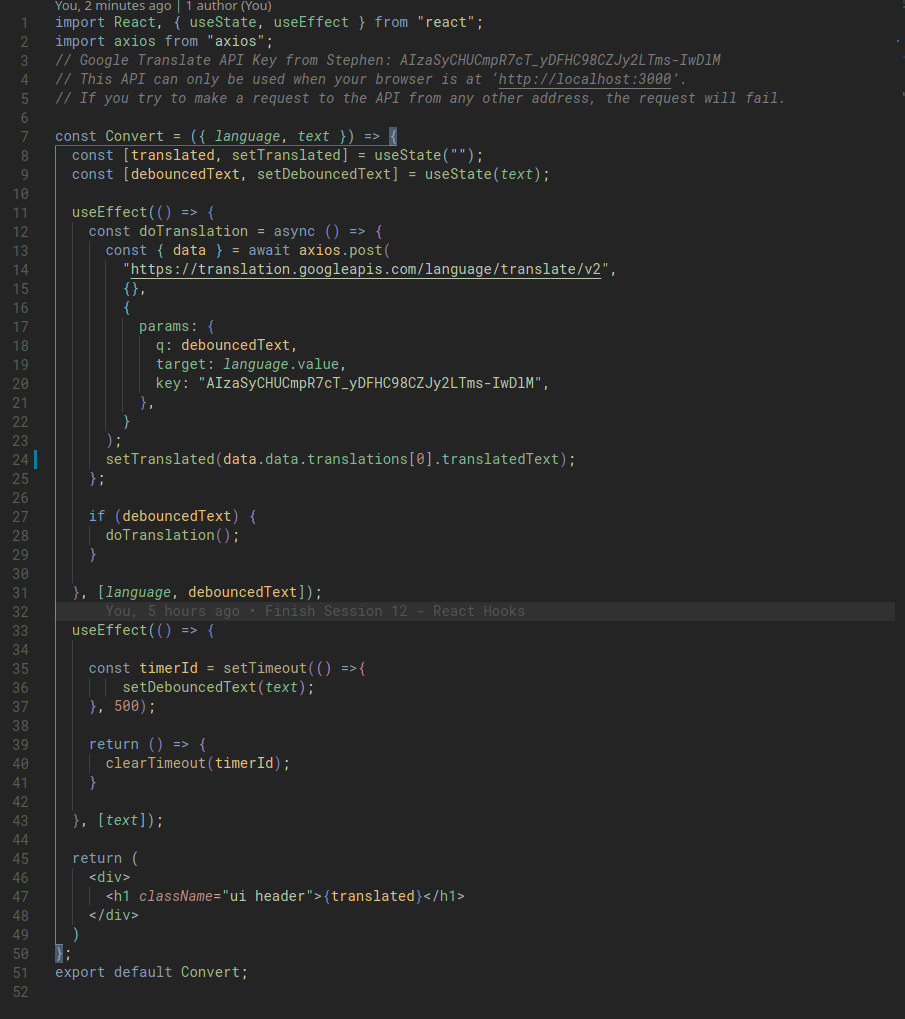 You, 2 minutes ago | 1 author (You)
1 import React, { useState, useEffect } from "react";
2 import axios from "axios";
3 // Google Translate API Key from Stephen: AIzaSyCHUCmpR7cT_yDFHC98CZJy2LTms-IwDlM
4 // This API can only be used when your browser is at ‘http://localhost:3000’.
5 // If you try to make a request to the API from any other address, the request will fail.
6
7 const Convert = ({ language, text }) => {
8   const [translated, setTranslated] = useState("");
9   const [debouncedText, setDebouncedText] = useState(text);
10
11   useEffect(() => {
12     const doTranslation = async () => {
13       const { data } = await axios.post(
14         "https://translation.googleapis.com/language/translate/v2",
15         {},
16         {
17           params: {
18             q: debouncedText,
19             target: language.value,
20             key: "AIzaSyCHUCmpR7cT_yDFHC98CZJy2LTms-IwDlM",
21           },
22         }
23       );
24       setTranslated(data.data.translations[0].translatedText);
25     };
26
27     if (debouncedText) {
28       doTranslation();
29     }
30
31   }, [language, debouncedText]);
32       You, 5 hours ago • Finish Session 12 - React Hooks
33   useEffect(() => {
34
35     const timerId = setTimeout(() =>{
36         setDebouncedText(text);
37     }, 500);
38
39     return () => {
40       clearTimeout(timerId);
41     }
42
43   }, [text]);
44
45   return (
46     <div>
47       <h1 className="ui header">{translated}</h1>
48     </div>
49   )
50 };
51 export default Convert;
52